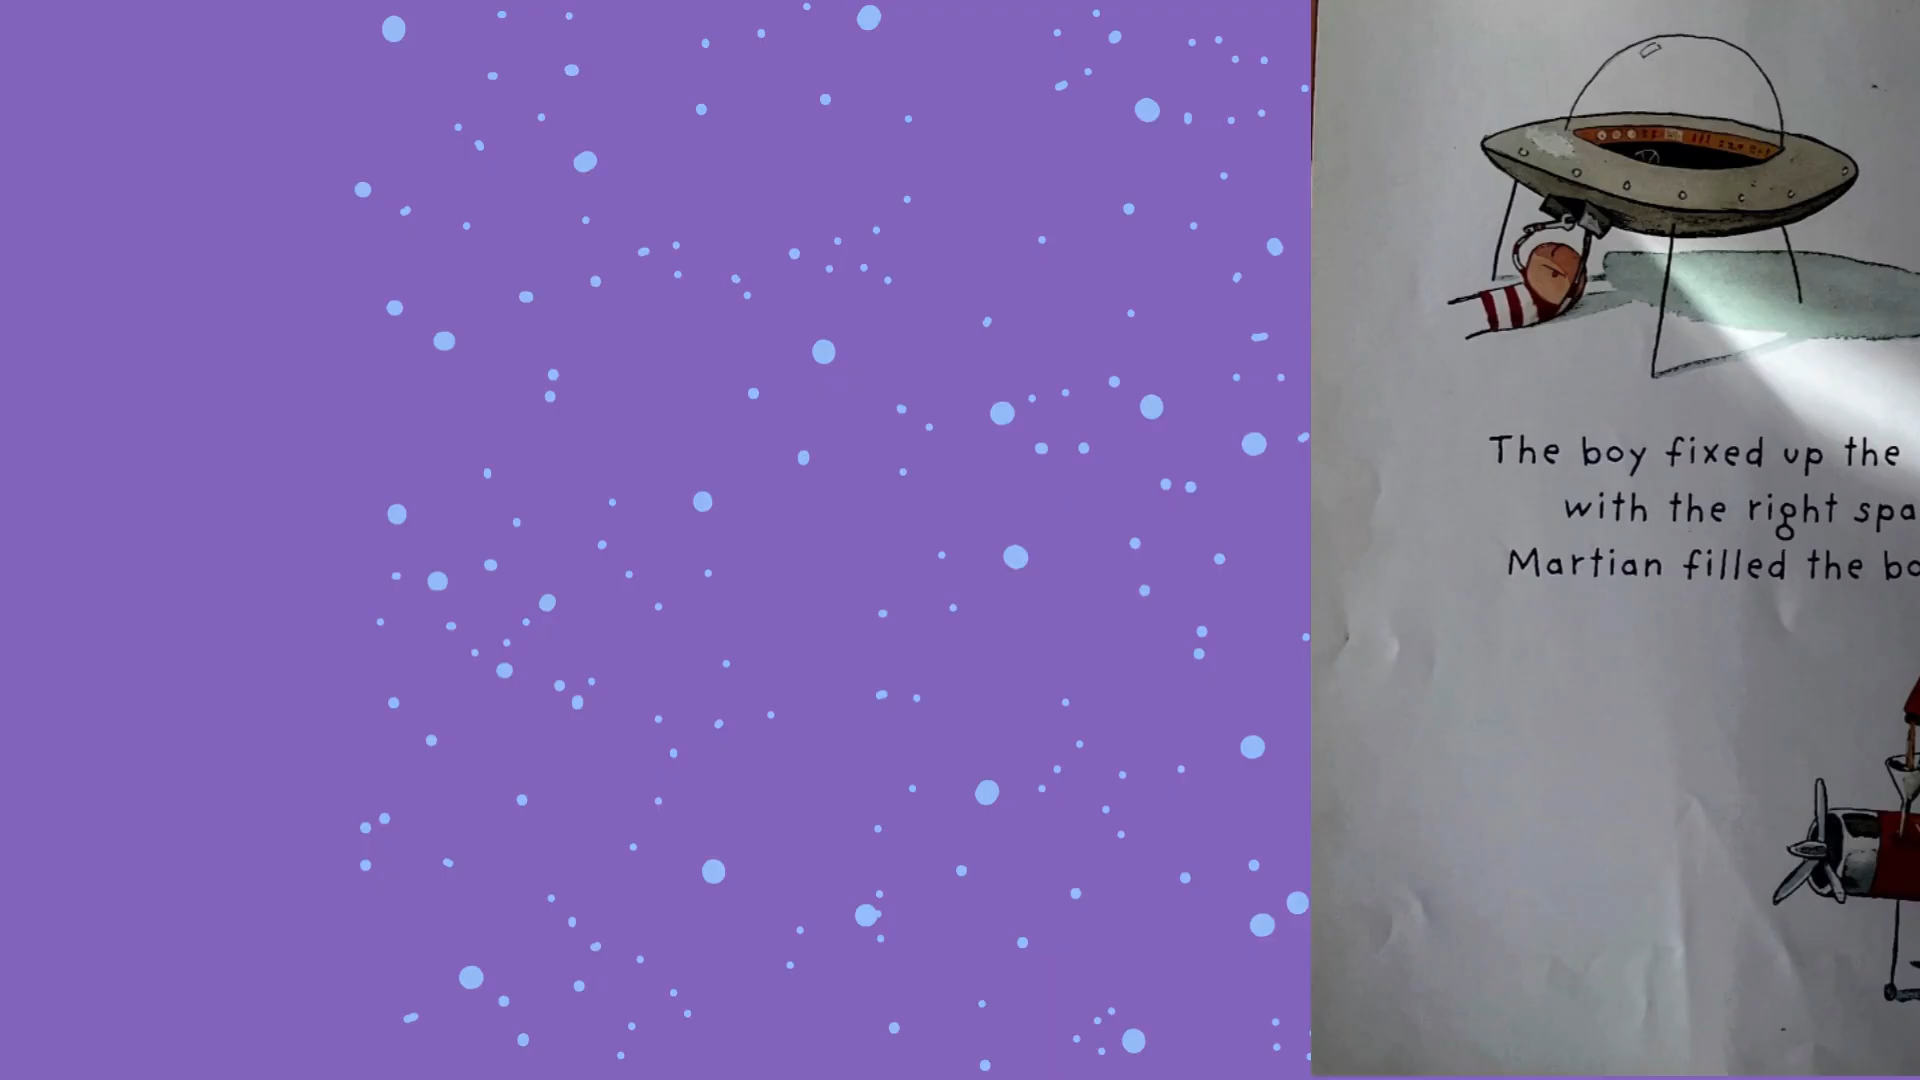 The boy fixed up the
with the right spa
Martian filled the bo